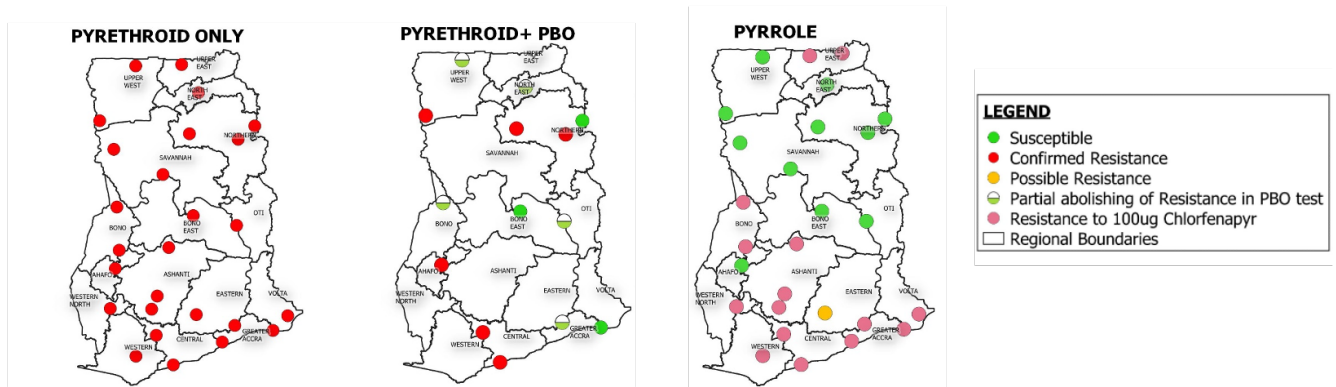 PYRETHROID ONLY
UPPER
EAST
UPPER
WEST
NORTH
EAST
NORTHERN
SAVANNAH
OTI
BONO
BONO
EAST
AHAFO
ASHANTI
WESTERN
NORTH
EASTERN
VOLTA
GREATER
ACCRA
CENTRAL
WESTERN
PYRETHROID+ PBO
UPPER
EAST
UPPER
WEST
NORTH
EAST
NORTHERN
SAVANNAH
OTI
BONO
BONO
EAST
AHAFO
ASHANTI
WESTERN
NORTH
EASTERN
VOLTA
GREATER
ACCRA
CENTRAL
WESTERN
PYRROLE
UPPER
EAST
UPPER
WEST
NORTH
EAST
NORTHERN
SAVANNAH
OTI
BONO
BONO
EAST
AHAFO
ASHANTI
WESTERN
NORTH
EASTERN
VOLTA
GREATER
ACCRA
CENTRAL
WESTERN
LEGEND
Susceptible
Confirmed Resistance
Possible Resistance
Partial abolishing of Resistance in PBO test
Resistance to 100ug Chlorfenapyr
Regional Boundaries